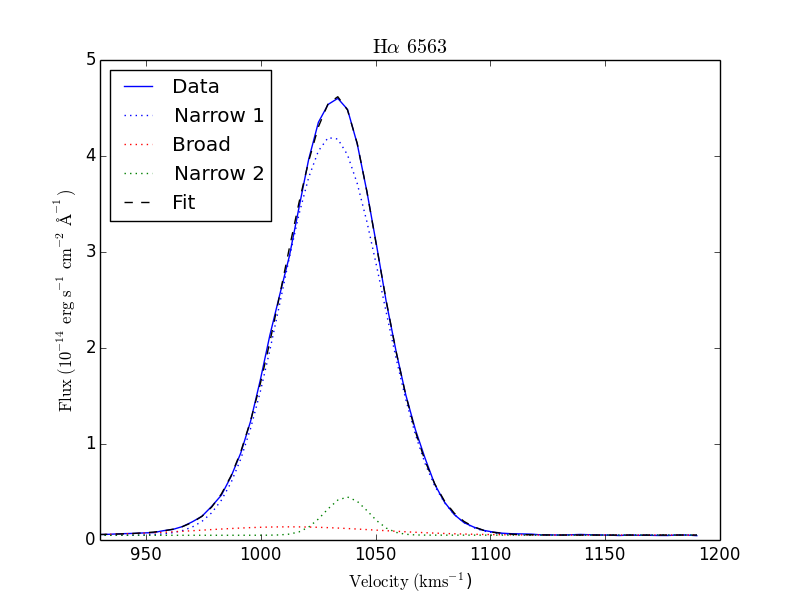 Hα 6563
5
4
3
2
1
0
Flux (10⁻¹⁴ erg s⁻¹ cm⁻² Å⁻¹)
Data
Narrow 1
Broad
Narrow 2
Fit
950 1000 1050 1100 1150 1200
Velocity (kms⁻¹)